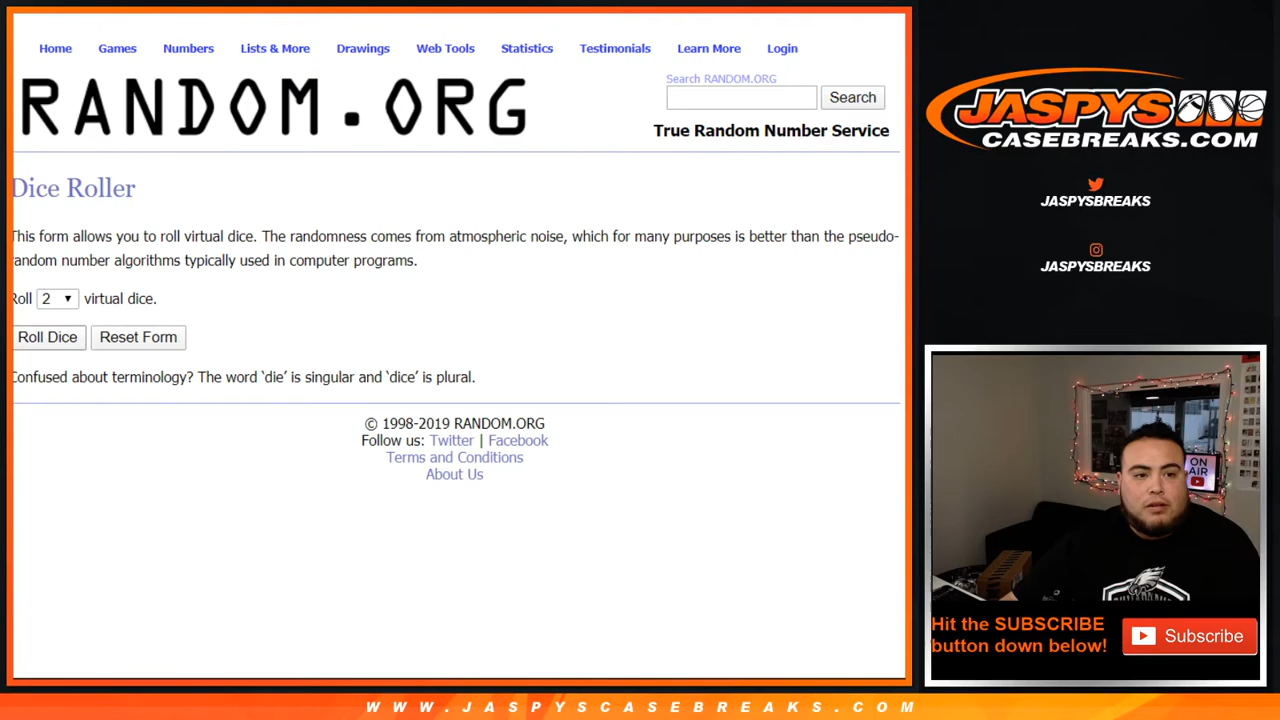 Home Games Numbers Lists & More Drawings Web Tools Statistics Testimonials Learn More Login
RANDOM.ORG
Search RANDOM.ORG
Search
True Random Number Service
Dice Roller
This form allows you to roll virtual dice. The randomness comes from atmospheric noise, which for many purposes is better than the pseudo-
random number algorithms typically used in computer programs.
Roll 2 virtual dice.
Roll Dice Reset Form
Confused about terminology? The word ‘die’ is singular and ‘dice’ is plural.
© 1998-2019 RANDOM.ORG
Follow us: Twitter | Facebook
Terms and Conditions
About Us
JASPYS
CASEBREAKS.COM
JASPYSBREAKS
JASPYSBREAKS
ON
AIR
Hit the SUBSCRIBE
button down below!
Subscribe
WWW.JASPYSCASEBREAKS.COM